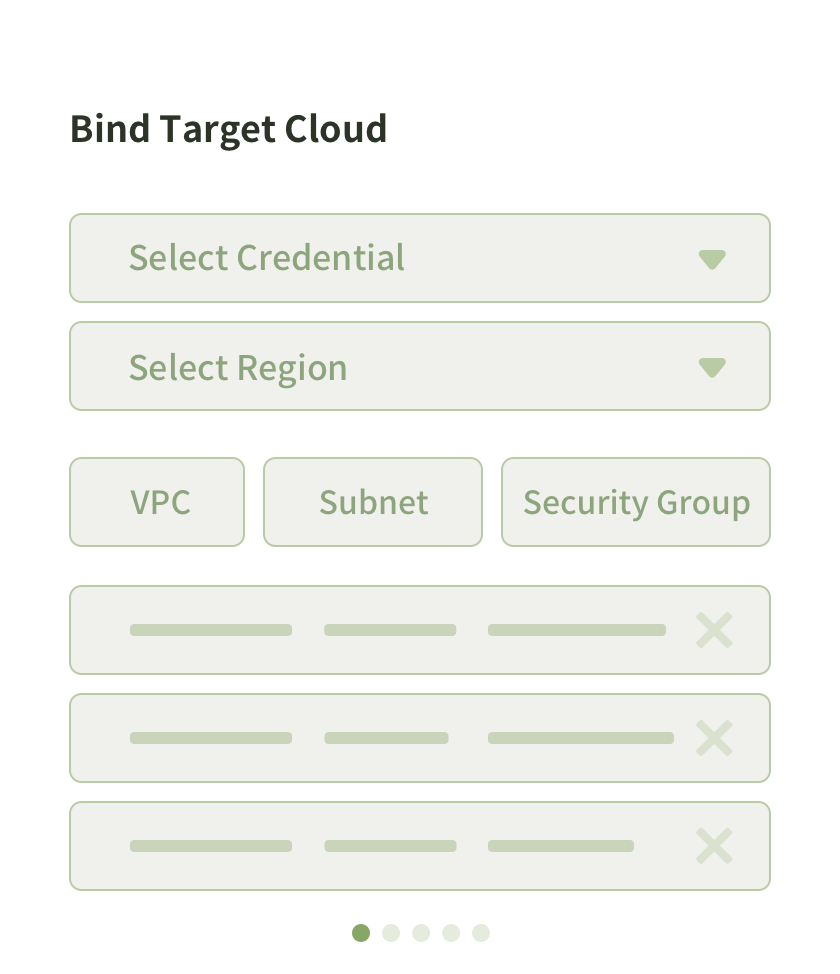 Bind Target Cloud
Select Credential
Select Region
VPC Subnet Security Group